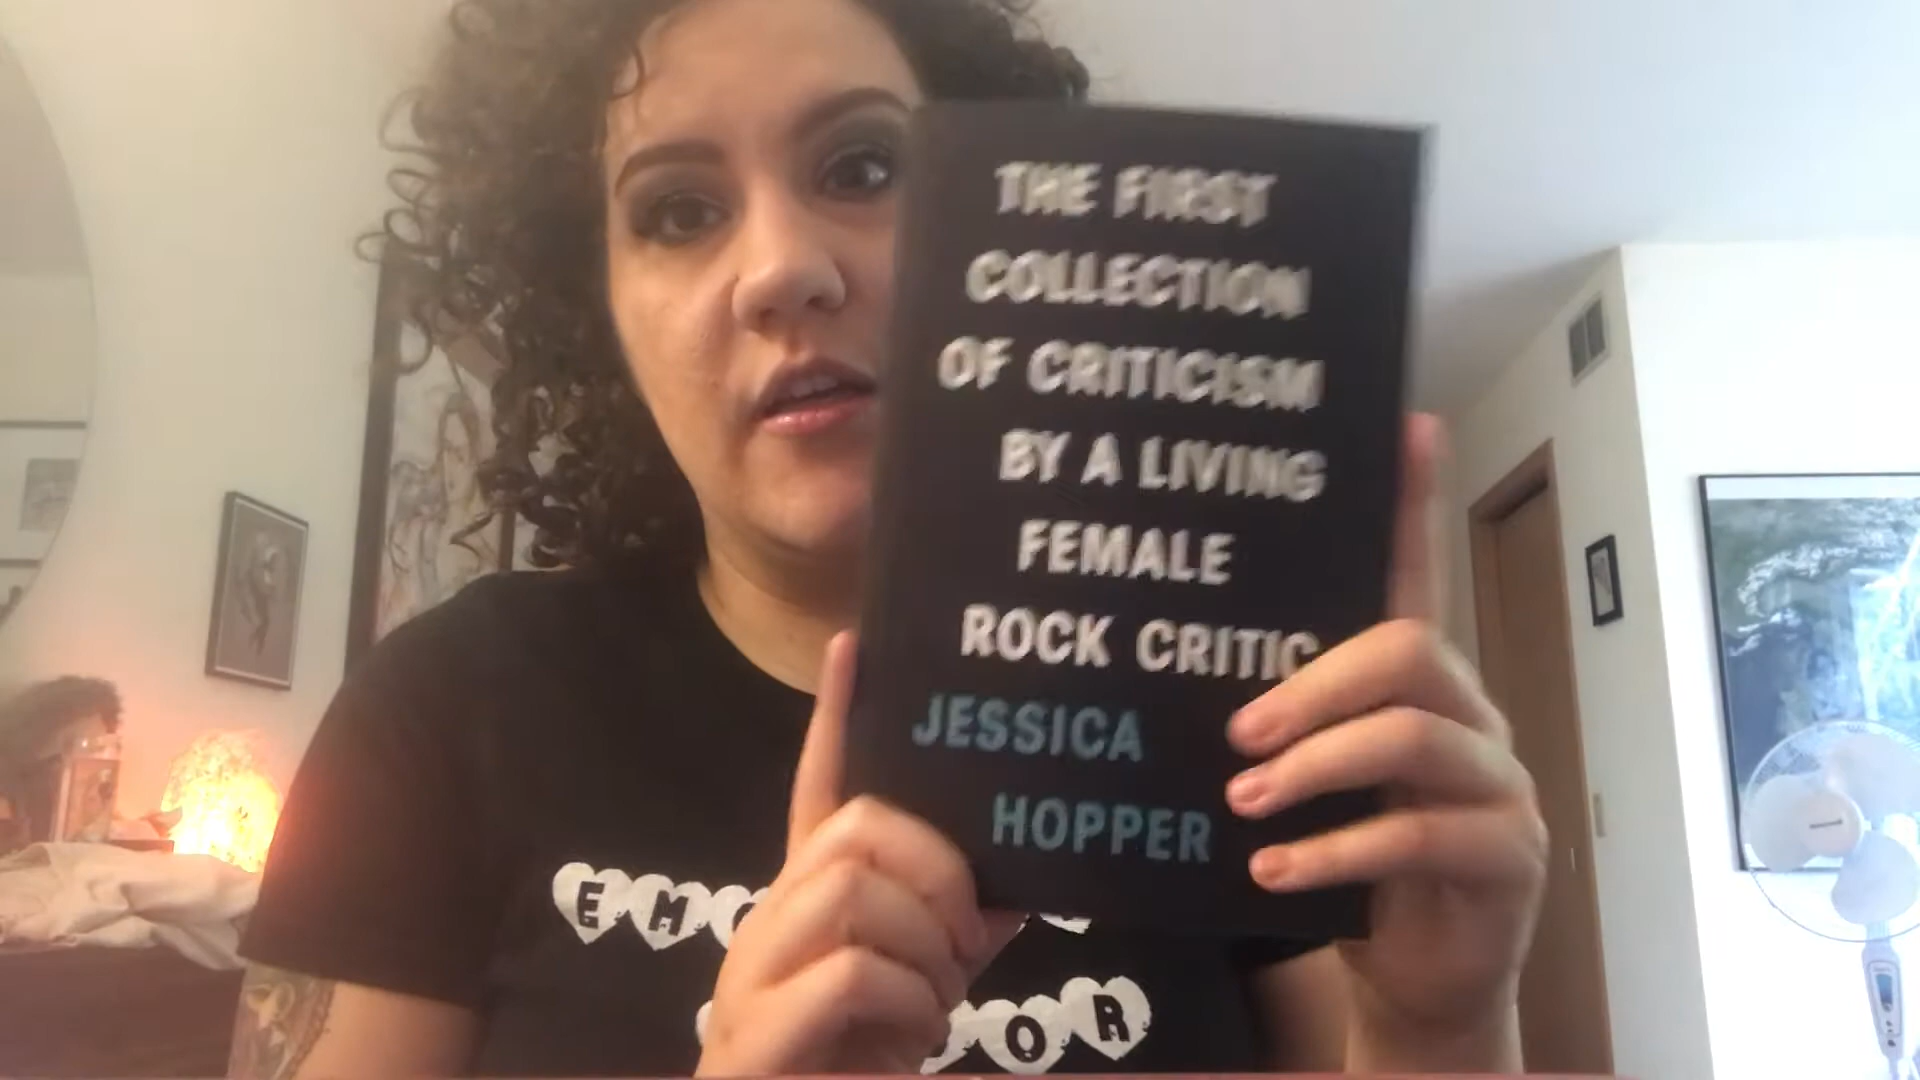 THE FIRST
COLLECTION
OF CRITICISM
BY A LIVING
FEMALE
ROCK CRITIC
JESSICA
HOPPER